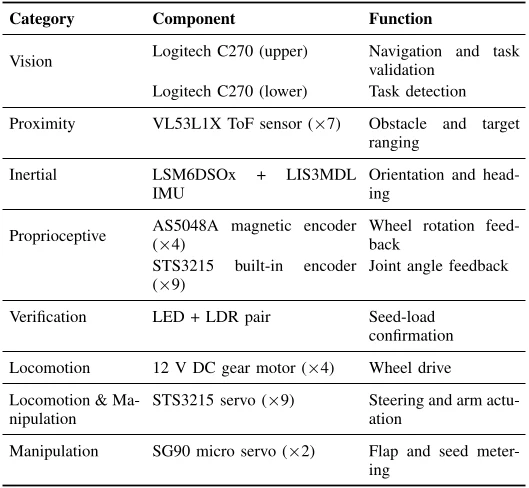 Category Component Function
Vision Logitech C270 (upper) Navigation and task
validation
Logitech C270 (lower) Task detection
Proximity VL53L1X ToF sensor (×7) Obstacle and target
ranging
Inertial LSM6DSOx + LIS3MDL Orientation and head-
IMU ing
Proprioceptive AS5048A magnetic encoder Wheel rotation feed-
(×4) back
STS3215 built-in encoder Joint angle feedback
(×9)
Verification LED + LDR pair Seed-load
confirmation
Locomotion 12 V DC gear motor (×4) Wheel drive
Locomotion & Ma- STS3215 servo (×9) Steering and arm actu-
nipulation ation
Manipulation SG90 micro servo (×2) Flap and seed meter-
ing